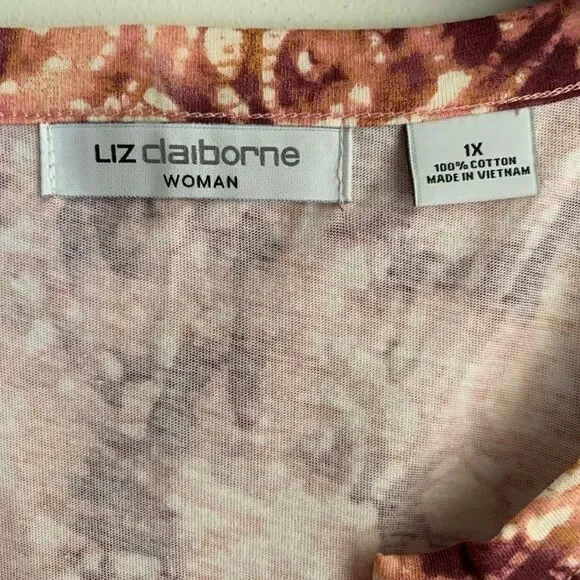 LIZ claiborne
WOMAN
1X
100% COTTON
MADE IN VIETNAM